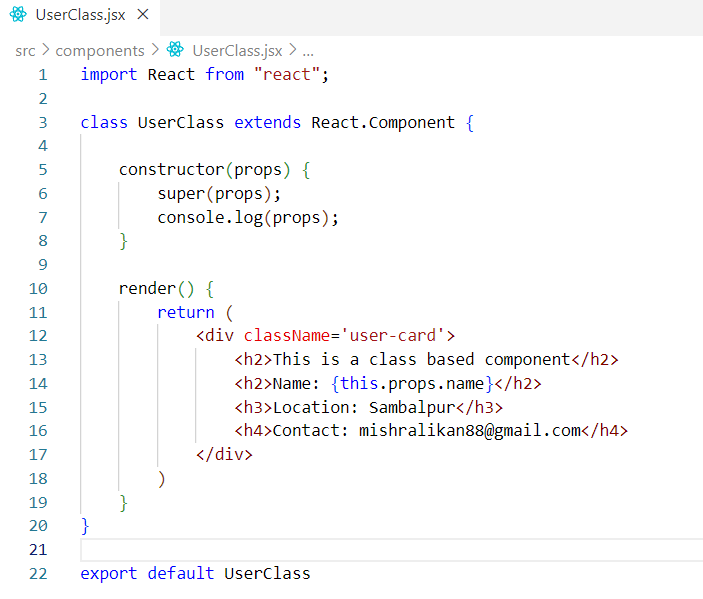 UserClass.jsx ×
src > components > UserClass.jsx > ...
1 import React from "react";
2
3 class UserClass extends React.Component {
4
5     constructor(props) {
6         super(props);
7         console.log(props);
8     }
9
10     render() {
11         return (
12             <div className='user-card'>
13                 <h2>This is a class based component</h2>
14                 <h2>Name: {this.props.name}</h2>
15                 <h3>Location: Sambalpur</h3>
16                 <h4>Contact: mishralikan88@gmail.com</h4>
17             </div>
18         )
19     }
20 }
21
22 export default UserClass